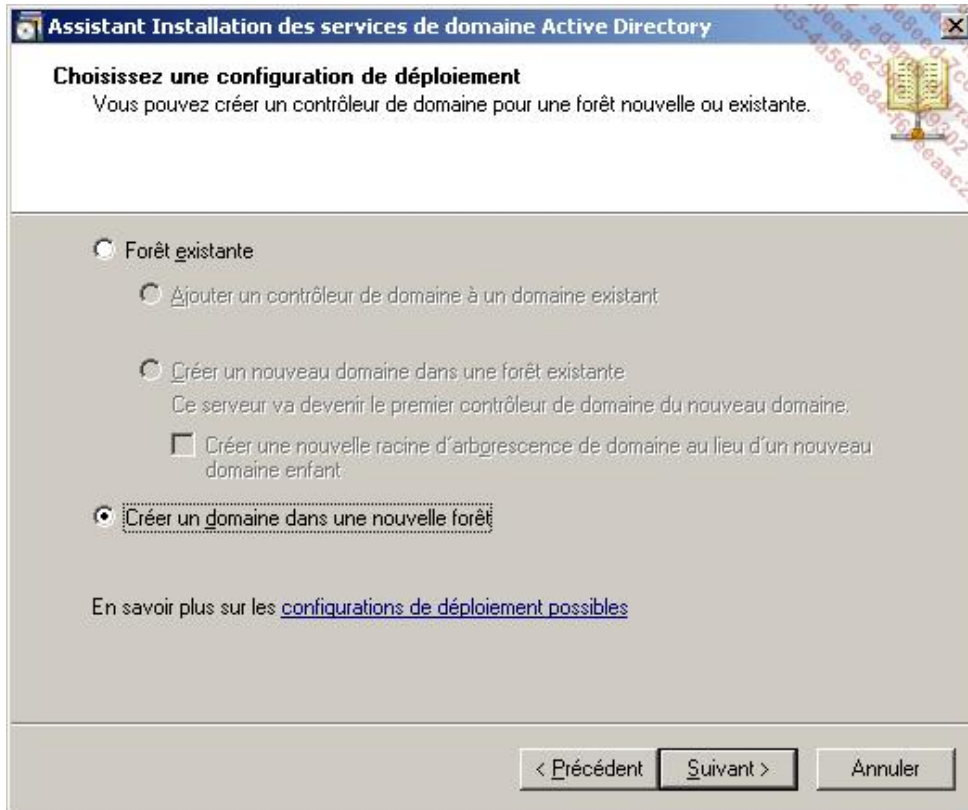 Assistant Installation des services de domaine Active Directory
Choisissez une configuration de déploiement
Vous pouvez créer un contrôleur de domaine pour une forêt nouvelle ou existante.
Forêt existante
Ajouter un contrôleur de domaine à un domaine existant
Créer un nouveau domaine dans une forêt existante
Ce serveur va devenir le premier contrôleur de domaine du nouveau domaine.
Créer une nouvelle racine d'arborescence de domaine au lieu d'un nouveau
domaine enfant
Créer un domaine dans une nouvelle forêt
En savoir plus sur les configurations de déploiement possibles
< Précédent
Suivant >
Annuler